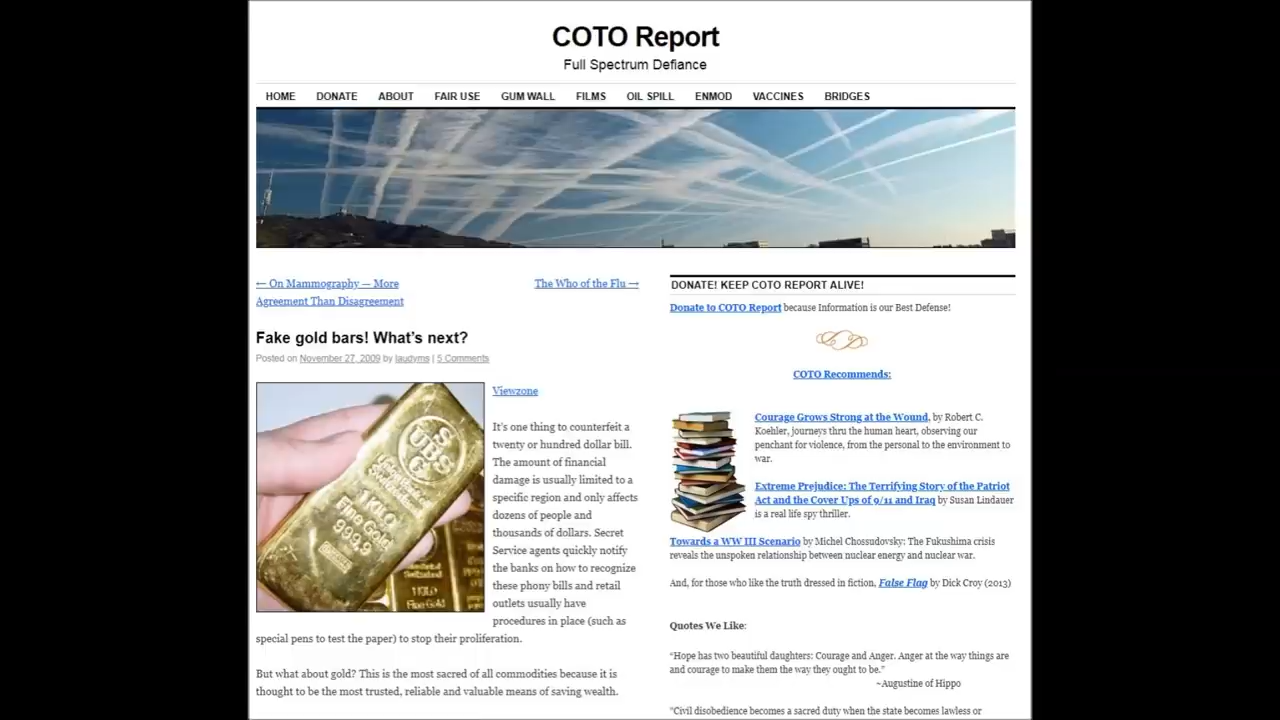 COTO Report
Full Spectrum Defiance
HOME DONATE ABOUT FAIR USE GUM WALL FILMS OIL SPILL ENMOD VACCINES BRIDGES
← On Mammography — More
Agreement Than Disagreement
The Who of the Flu →
Fake gold bars! What's next?
Posted on November 27, 2009 by laudyms | 5 Comments
UBS
1 KILO
Fine Gold
999,9
1 KILO
Fine Gold
Viewzone
It's one thing to counterfeit a
twenty or hundred dollar bill.
The amount of financial
damage is usually limited to a
specific region and only affects
dozens of people and
thousands of dollars. Secret
Service agents quickly notify
the banks on how to recognize
these phony bills and retail
outlets usually have
procedures in place (such as
special pens to test the paper) to stop their proliferation.
But what about gold? This is the most sacred of all commodities because it is
thought to be the most trusted, reliable and valuable means of saving wealth.
DONATE! KEEP COTO REPORT ALIVE!
Donate to COTO Report because Information is our Best Defense!
COTO Recommends:
Courage Grows Strong at the Wound, by Robert C.
Koehler, journeys thru the human heart, observing our
penchant for violence, from the personal to the environment to
war.
Extreme Prejudice: The Terrifying Story of the Patriot
Act and the Cover Ups of 9/11 and Iraq by Susan Lindauer
is a real life spy thriller.
Towards a WW III Scenario by Michel Chossudovsky: The Fukushima crisis
reveals the unspoken relationship between nuclear energy and nuclear war.
And, for those who like the truth dressed in fiction, False Flag by Dick Croy (2013)
Quotes We Like:
"Hope has two beautiful daughters: Courage and Anger. Anger at the way things are
and courage to make them the way they ought to be."
~Augustine of Hippo
"Civil disobedience becomes a sacred duty when the state becomes lawless or